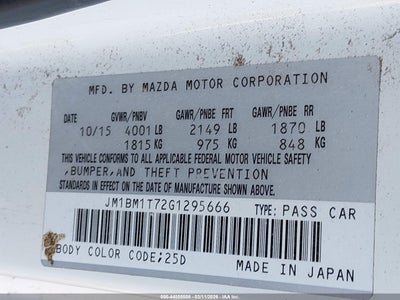 MFD. BY MAZDA MOTOR CORPORATION
GVWR/PNBV GAWR/PNBE FRT GAWR/PNBE RR
10/15 4001 LB 2149 LB 1870 LB
1815 KG 975 KG 848 KG
THIS VEHICLE CONFORMS TO ALL APPLICABLE FEDERAL MOTOR VEHICLE SAFETY
,BUMPER,AND THEFT PREVENTION
STANDARDS IN EFFECT ON DATE OF MANUFACTURE SHOWN ABOVE.
JM1BM1T72G1295666 TYPE: PASS CAR
BODY COLOR CODE;25D
MADE IN JAPAN